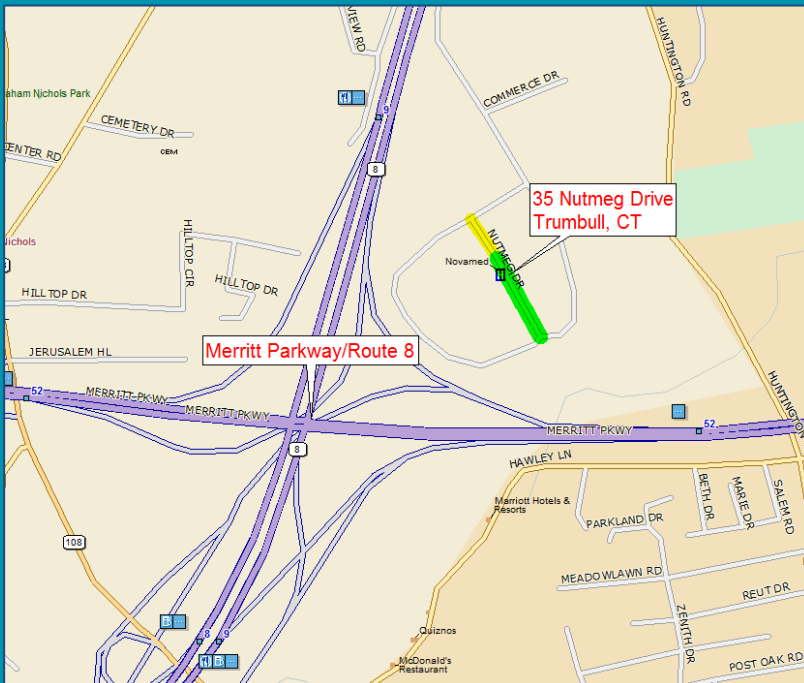 VIEW RD
HUNTINGTON RD
COMMERCE DR
aham Nichols Park
9
CEMETERY DR
CENTER RD
CEM
8
35 Nutmeg Drive
Trumbull, CT
NUTMEG DR
Novamed
Nichols
HILLTOP CIR
HILLTOP DR
HILLTOP DR
JERUSALEM HL
Merritt Parkway/Route 8
HUNTINGTON
52
MERRITT PKWY
MERRITT PKWY
MERRITT PKWY
52
8
HAWLEY LN
Marriott Hotels &
Resorts
BETH DR
MARIE DR
SALEM RD
PARKLAND DR
108
MEADOWLAWN RD
REUT DR
ZENITH DR
8
9
Quiznos
McDonald's
Restaurant
POST OAK RD